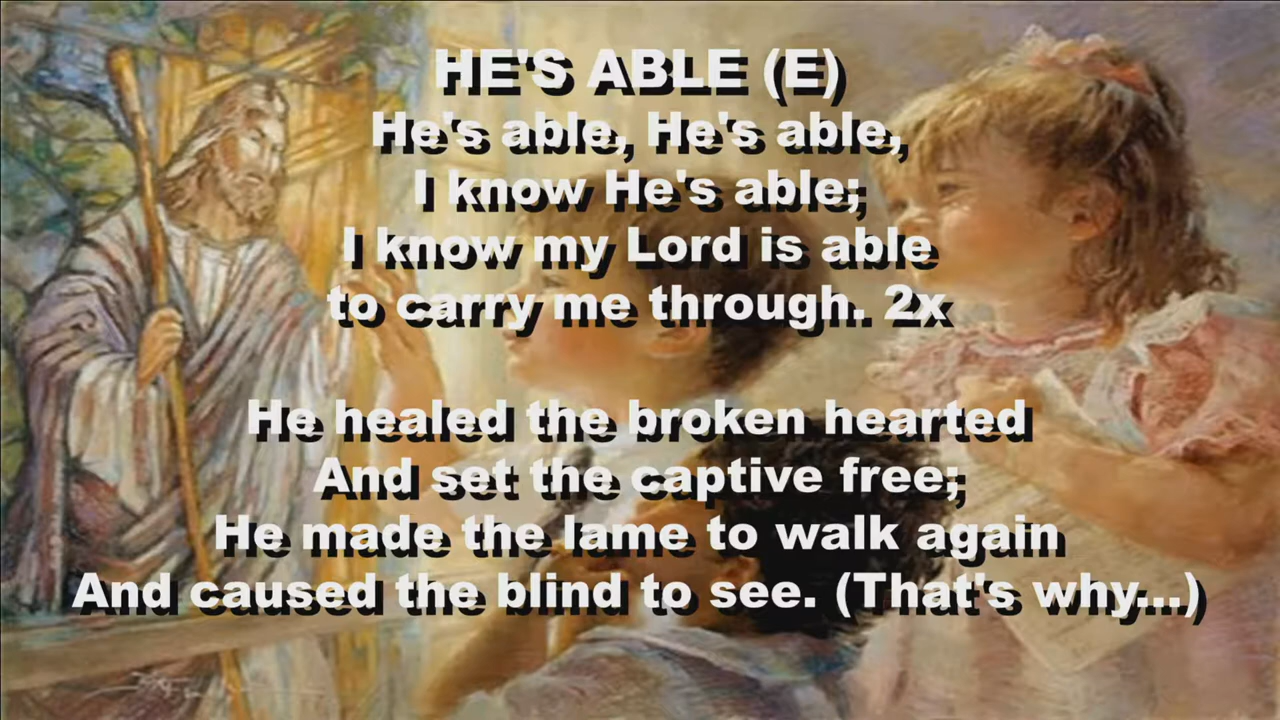 HE'S ABLE (E)
He's able, He's able,
I know He's able;
I know my Lord is able
to carry me through. 2x
He healed the broken hearted
And set the captive free;
He made the lame to walk again
And caused the blind to see. (That's why...)